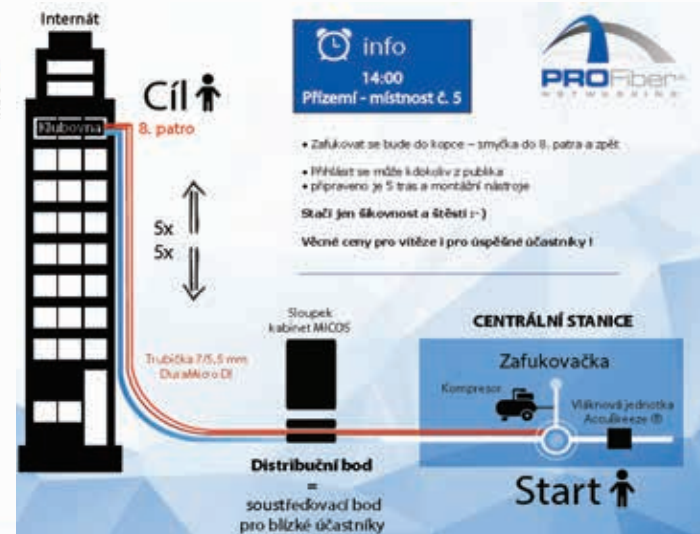 Internát
Klubovna
Cíl
8. patro
5x
5x
Trubička 7/5,5 mm
DuraMicro DI
info
14:00
Přízemí - místnost č. 5
PROFiber
NETWORKING
• Zafukovat se bude do kopce – smyčka do 8. patra a zpět
• Přihlásit se může kdokoliv z publika
• připraveno je 5 tras a montážní nástroje
Stačí jen šikovnost a štěstí :-)
Věcné ceny pro vítěze i pro úspěšné účastníky !
Sloupek
kabinet MICOS
Distribuční bod
=
soustřeďovací bod
pro blízké účastníky
CENTRÁLNÍ STANICE
Zafukovačka
Kompresor
Vláknová jednotka
Accubreeze ®
Start